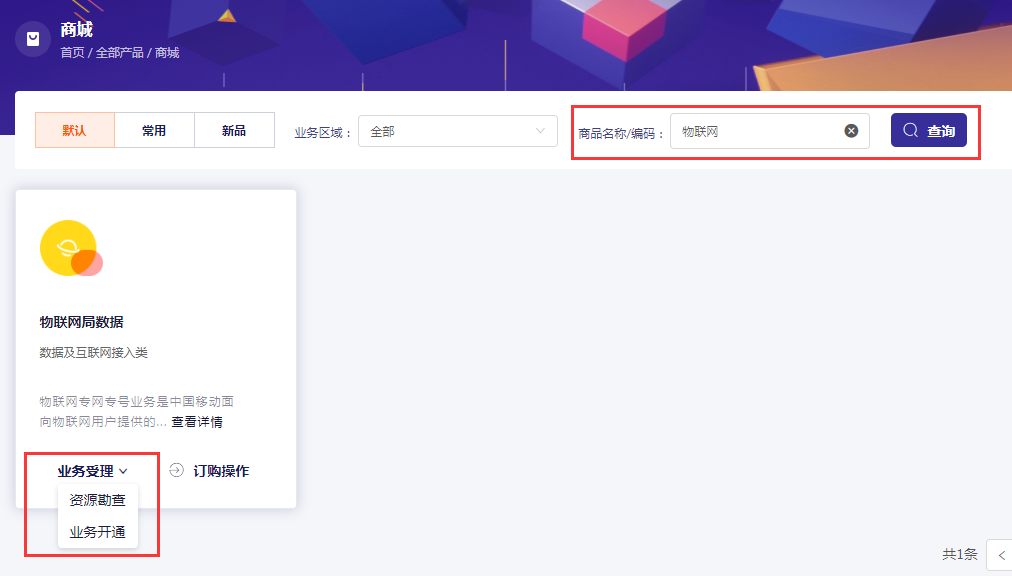 商城
首页 / 全部产品 / 商城
默认 常用 新品 业务区域： 全部 商品名称/编码： 物联网 查询
物联网局数据
数据及互联网接入类
物联网专网专号业务是中国移动面
向物联网用户提供的... 查看详情
业务受理 订购操作
资源勘查
业务开通
共1条